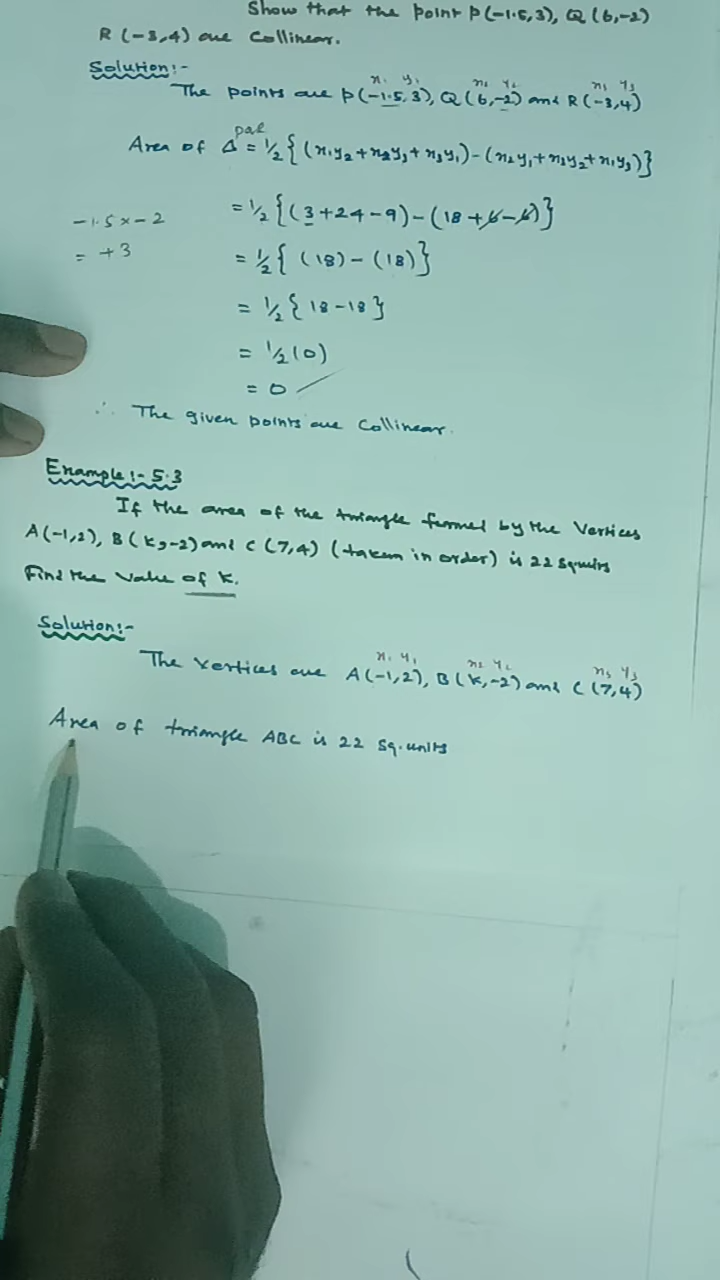 Show that the point P(-1.5,3), Q(6,-2)
R(-3,4) are Collinear.
Solution:-
x₁ y₁ x₂ y₂ x₃ y₃
The points are P(-1.5,3), Q(6,-2) and R(-3,4)
Area of Δ PQR = 1/2 {(x₁y₂+x₂y₃+x₃y₁)-(x₂y₁+x₃y₂+x₁y₃)}
= 1/2 {(3+24-9)-(18+6-6)}
-1.5x-2
= +3
= 1/2 { (18)-(18)}
= 1/2 { 18-18}
= 1/2 (0)
= 0
∴ The given points are Collinear.
Example:- 5.3
If the area of the triangle formed by the Vertices
A(-1,2), B(k,-2) and C(7,4) (taken in order) is 22 Squnits
Find the Value of K.
Solution:-
x₁ y₁ x₂ y₂ x₃ y₃
The vertices are A(-1,2), B(k,-2) and C(7,4)
Area of triangle ABC is 22 Sq.units